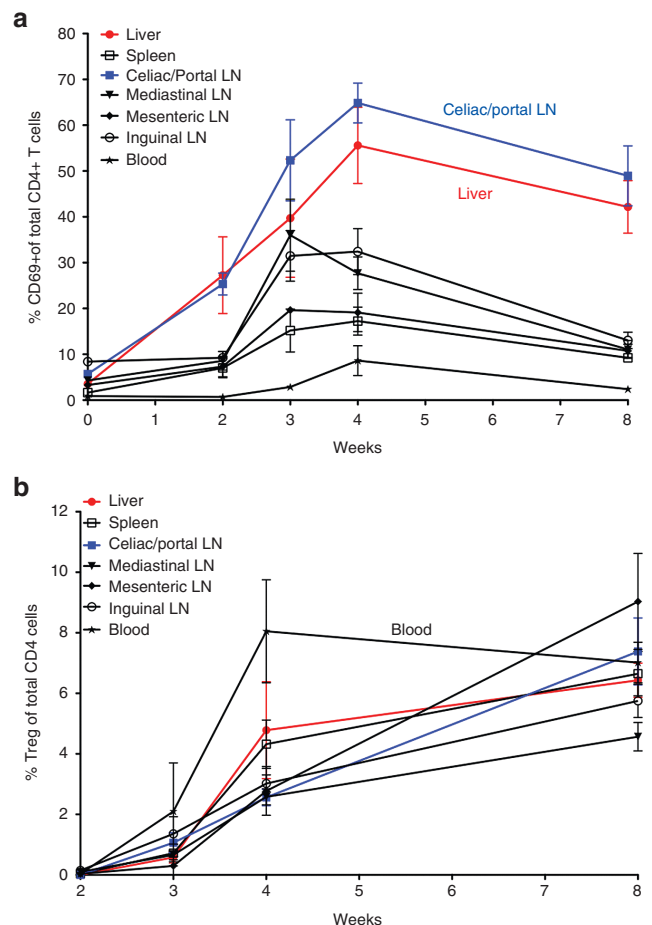 a
% CD69+of total CD4+ T cells
80
70
60
50
40
30
20
10
0
Liver
Spleen
Celiac/Portal LN
Mediastinal LN
Mesenteric LN
Inguinal LN
Blood
Celiac/portal LN
Liver
0 1 2 3 4 5 6 7 8
Weeks
b
% Treg of total CD4 cells
12
10
8
6
4
2
0
Liver
Spleen
Celiac/portal LN
Mediastinal LN
Mesenteric LN
Inguinal LN
Blood
Blood
2 3 4 5 6 7 8
Weeks